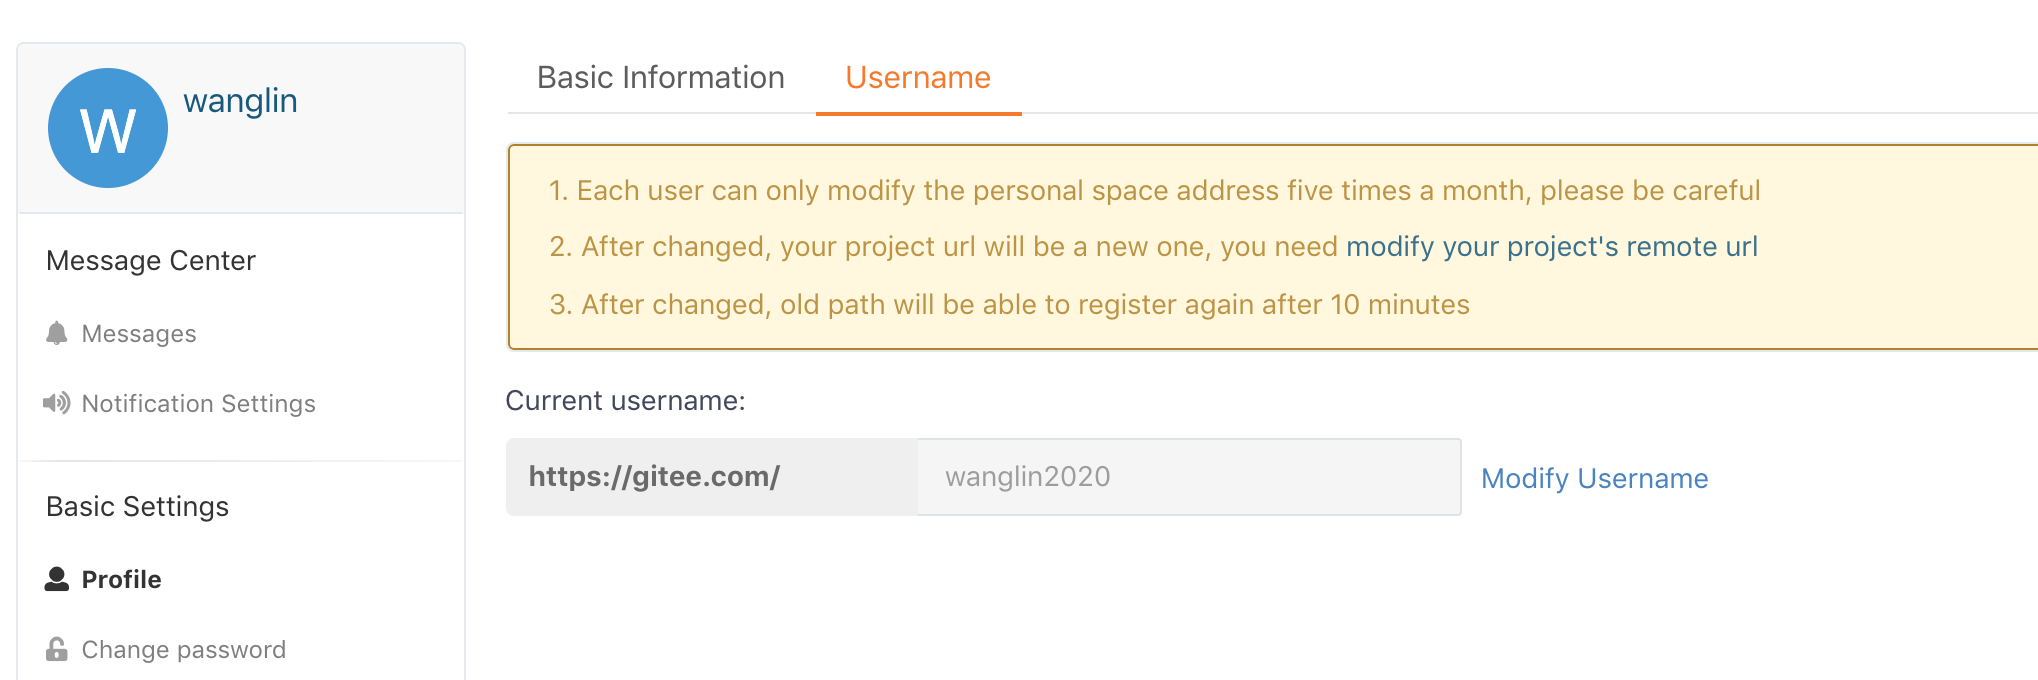 W
wanglin
Message Center
Messages
Notification Settings
Basic Settings
Profile
Change password
Basic Information
Username
1. Each user can only modify the personal space address five times a month, please be careful
2. After changed, your project url will be a new one, you need modify your project's remote url
3. After changed, old path will be able to register again after 10 minutes
Current username:
https://gitee.com/ wanglin2020 Modify Username